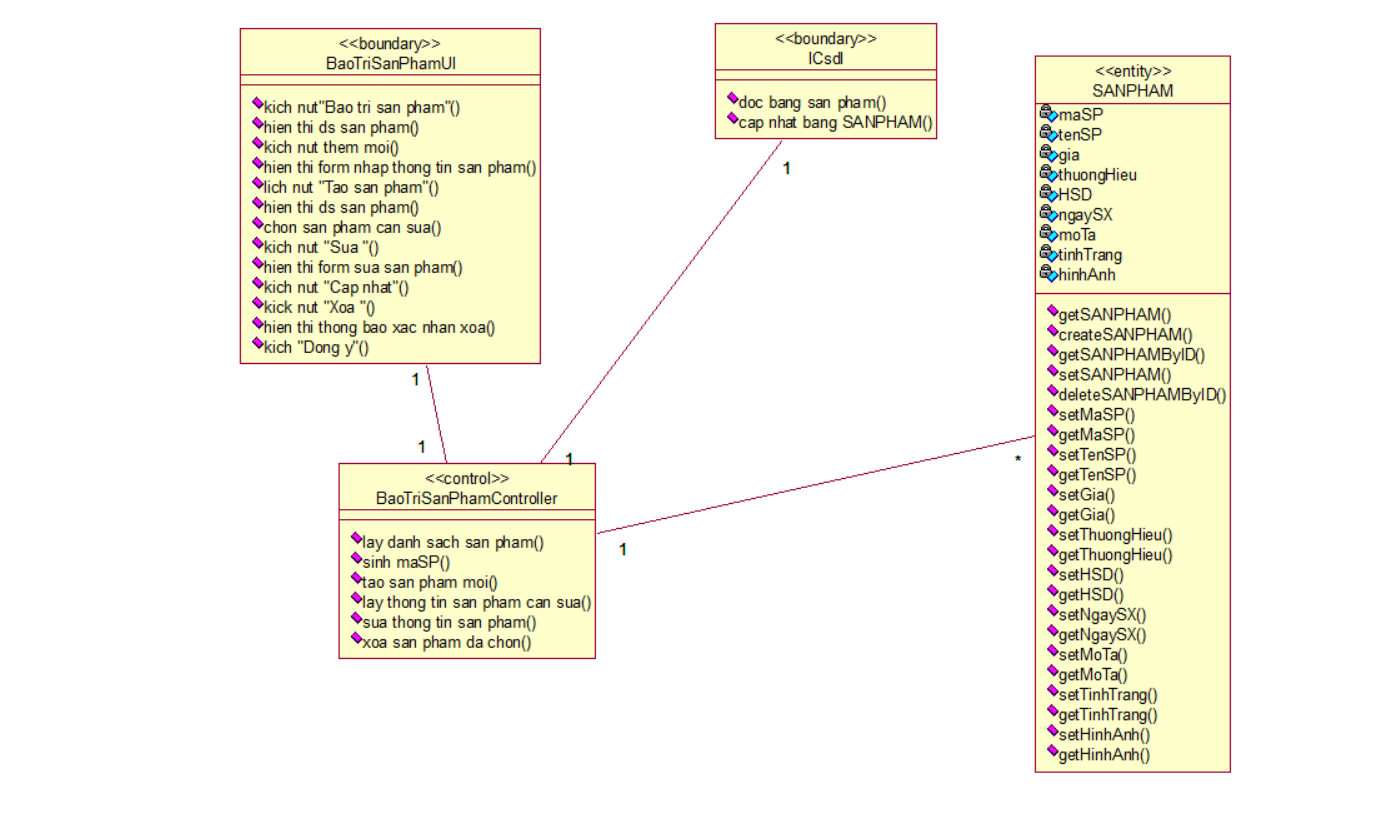 <<boundary>>
BaoTriSanPhamUI
kich nut"Bao tri san pham"()
hien thi ds san pham()
kich nut them moi()
hien thi form nhap thong tin san pham()
lich nut "Tao san pham"()
hien thi ds san pham()
chon san pham can sua()
kich nut "Sua "()
hien thi form sua san pham()
kich nut "Cap nhat"()
kick nut "Xoa "()
hien thi thong bao xac nhan xoa()
kich "Dong y"()
<<boundary>>
ICsdl
doc bang san pham()
cap nhat bang SANPHAM()
<<entity>>
SANPHAM
maSP
tenSP
gia
thuongHieu
HSD
ngaySX
moTa
tinhTrang
hinhAnh
getSANPHAM()
createSANPHAM()
getSANPHAMByID()
setSANPHAM()
deleteSANPHAMByID()
setMaSP()
getMaSP()
setTenSP()
getTenSP()
setGia()
getGia()
setThuongHieu()
getThuongHieu()
setHSD()
getHSD()
setNgaySX()
getNgaySX()
setMoTa()
getMoTa()
setTinhTrang()
getTinhTrang()
setHinhAnh()
getHinhAnh()
1
1
1
1
1
*
<<control>>
BaoTriSanPhamController
lay danh sach san pham()
sinh maSP()
tao san pham moi()
lay thong tin san pham can sua()
sua thong tin san pham()
xoa san pham da chon()